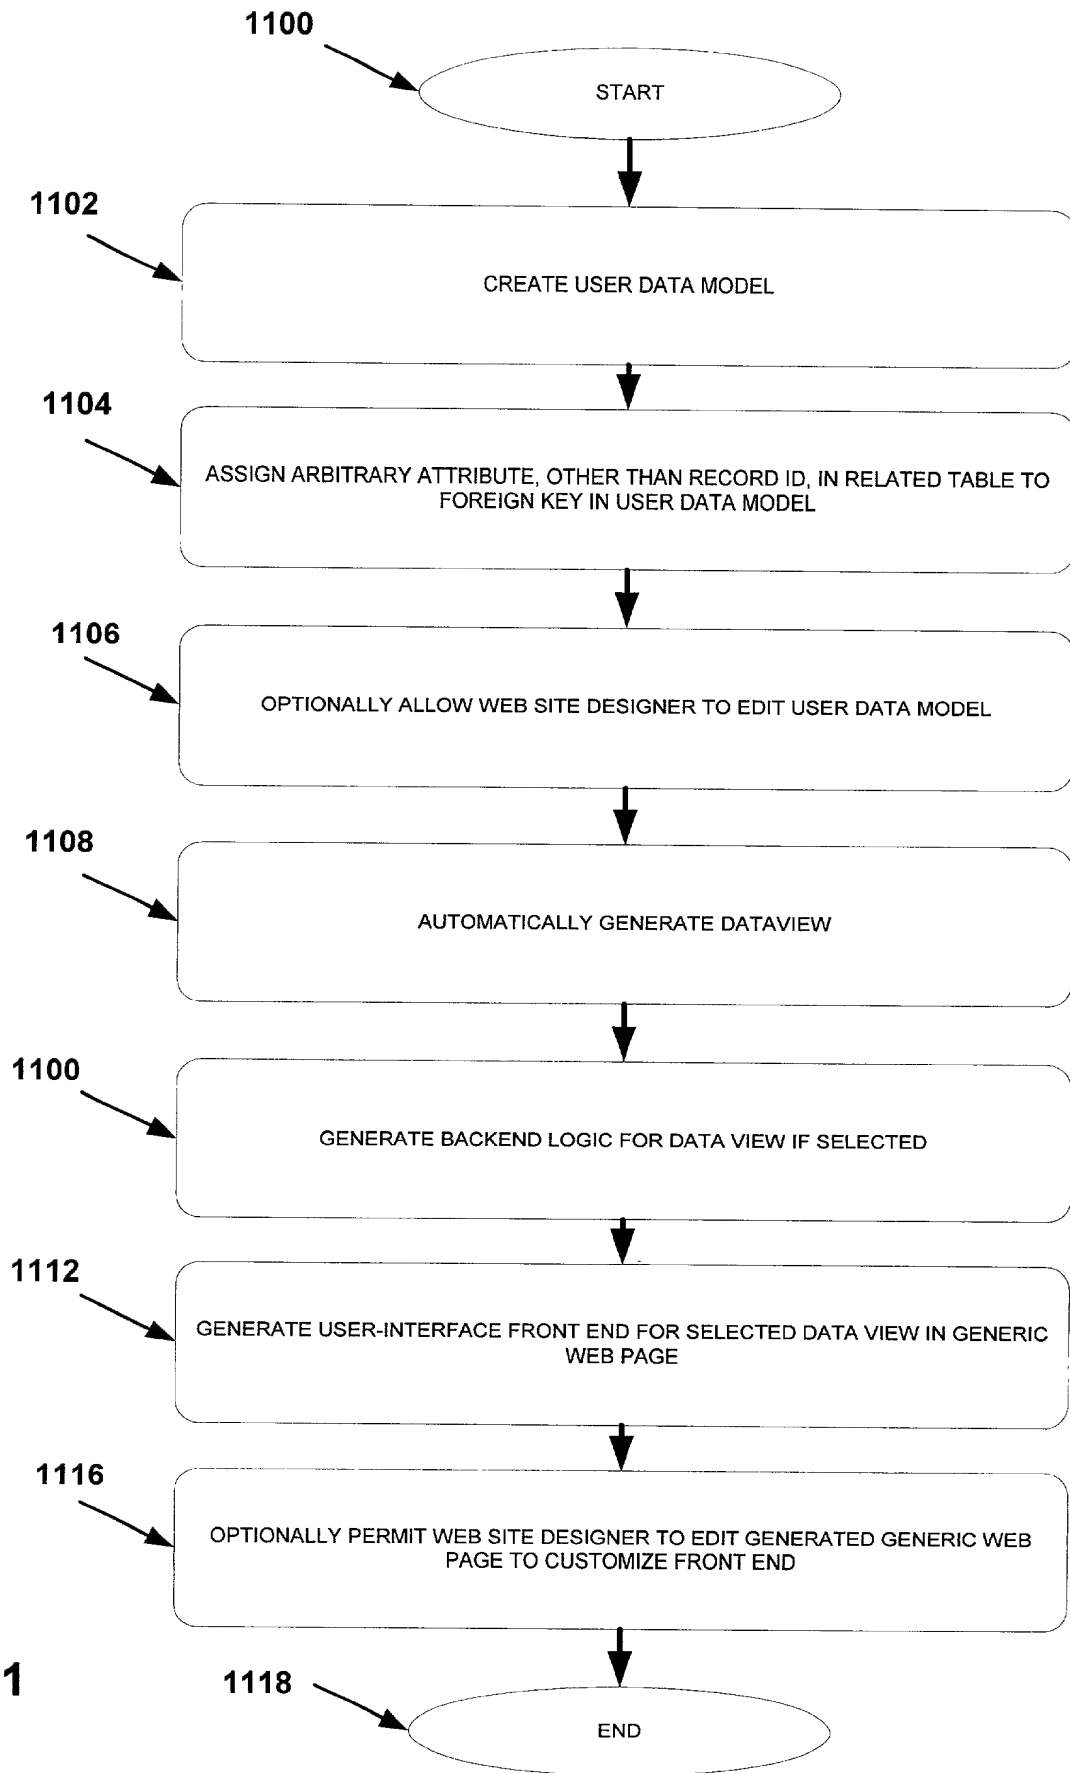 1100
START
1102
CREATE USER DATA MODEL
1104
ASSIGN ARBITRARY ATTRIBUTE, OTHER THAN RECORD ID, IN RELATED TABLE TO
FOREIGN KEY IN USER DATA MODEL
1106
OPTIONALLY ALLOW WEB SITE DESIGNER TO EDIT USER DATA MODEL
1108
AUTOMATICALLY GENERATE DATAVIEW
1100
GENERATE BACKEND LOGIC FOR DATA VIEW IF SELECTED
1112
GENERATE USER-INTERFACE FRONT END FOR SELECTED DATA VIEW IN GENERIC
WEB PAGE
1116
OPTIONALLY PERMIT WEB SITE DESIGNER TO EDIT GENERATED GENERIC WEB
PAGE TO CUSTOMIZE FRONT END
1
1118
END